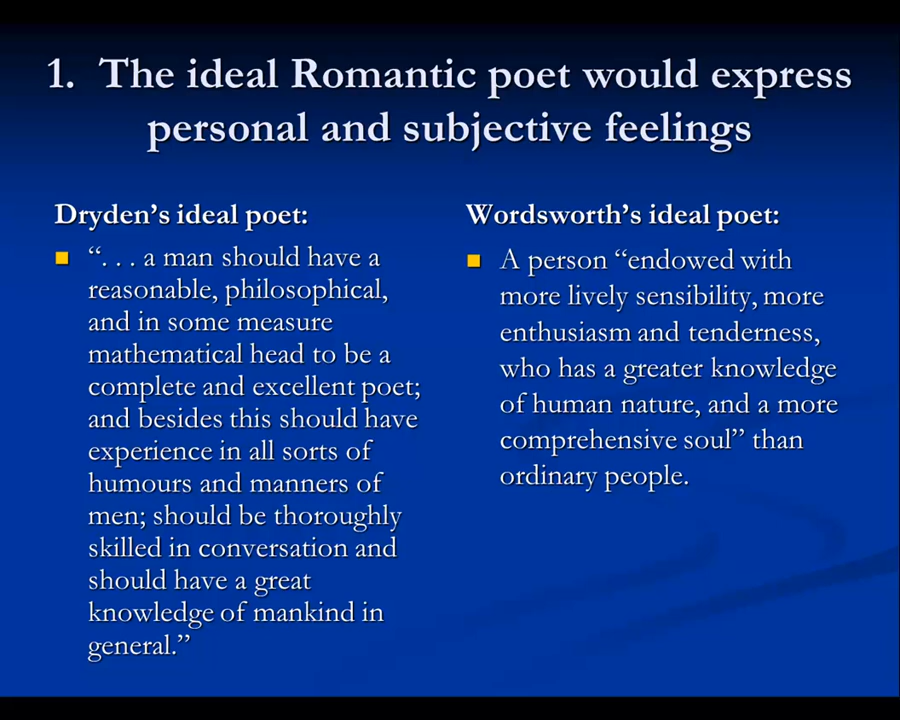 1. The ideal Romantic poet would express
personal and subjective feelings
Dryden’s ideal poet:
“. . . a man should have a
reasonable, philosophical,
and in some measure
mathematical head to be a
complete and excellent poet;
and besides this should have
experience in all sorts of
humours and manners of
men; should be thoroughly
skilled in conversation and
should have a great
knowledge of mankind in
general.”
Wordsworth’s ideal poet:
A person “endowed with
more lively sensibility, more
enthusiasm and tenderness,
who has a greater knowledge
of human nature, and a more
comprehensive soul” than
ordinary people.